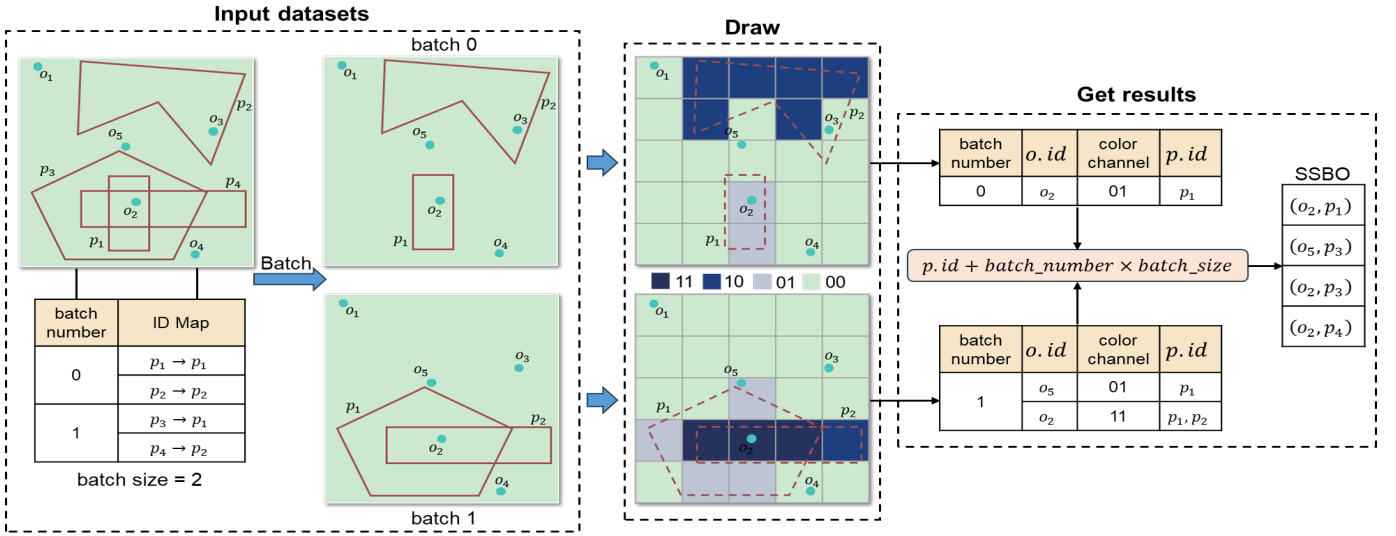 Input datasets
Draw
Get results
batch 0
o₁
p₂
o₃
o₅
p₃
p₄
o₂
p₁
o₄
o₁
p₂
o₃
o₅
o₂
p₁
o₄
o₁
p₂
o₃
o₅
o₂
p₁
o₄
Batch
11 10 01 00
batch number ID Map
0
p₁ → p₁
p₂ → p₂
1
p₃ → p₁
p₄ → p₂
batch size = 2
o₁
o₃
o₅
p₁
p₂
o₂
o₄
batch 1
o₁
o₃
o₅
p₁
p₂
o₂
o₄
batch number o.id color channel p.id
0 o₂ 01 p₁
p.id + batch_number × batch_size
batch number o.id color channel p.id
1
o₅ 01 p₁
o₂ 11 p₁, p₂
SSBO
(o₂, p₁)
(o₅, p₃)
(o₂, p₃)
(o₂, p₄)